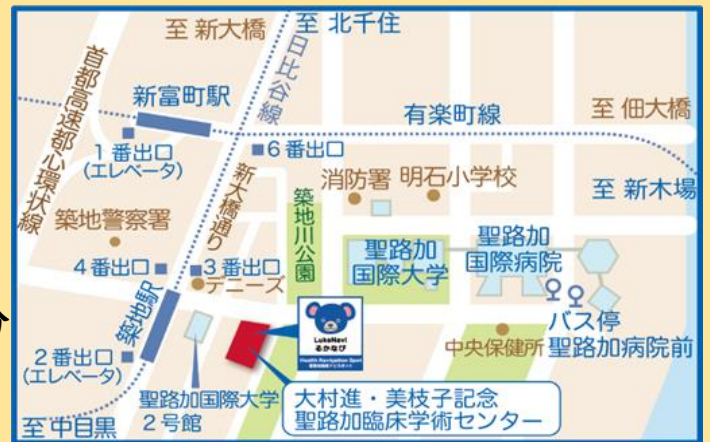 至 新大橋
至 北千住
日比谷線
首都高速都心環状線
新富町駅
有楽町線
至 佃大橋
1番出口
(エレベータ)
6番出口
新大橋通り
消防署
明石小学校
至 新木場
築地警察署
築地川公園
聖路加
国際大学
聖路加
国際病院
4番出口
3番出口
デニーズ
築地駅
LukeNavi
るかなび
Health Navigation Spot
バス停
聖路加病院前
中央保健所
2番出口
(エレベータ)
聖路加国際大学
2号館
大村進・美枝子記念
聖路加臨床学術センター
至 中目黒